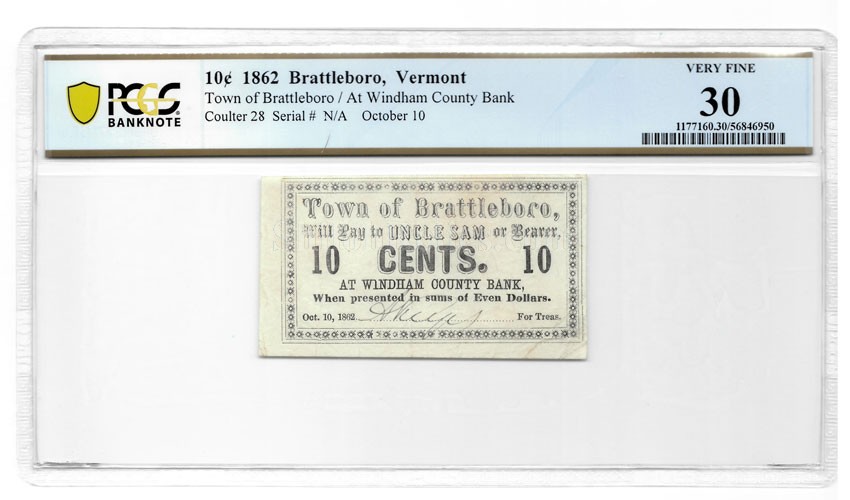 PCGS
BANKNOTE
10¢ 1862 Brattleboro, Vermont
Town of Brattleboro / At Windham County Bank
Coulter 28 Serial # N/A October 10
VERY FINE
30
1177160.30/56846950
Town of Brattleboro,
Will Pay to UNCLE SAM or Bearer,
10 CENTS. 10
AT WINDHAM COUNTY BANK,
When presented in sums of Even Dollars.
Oct. 10, 1862. For Treas.